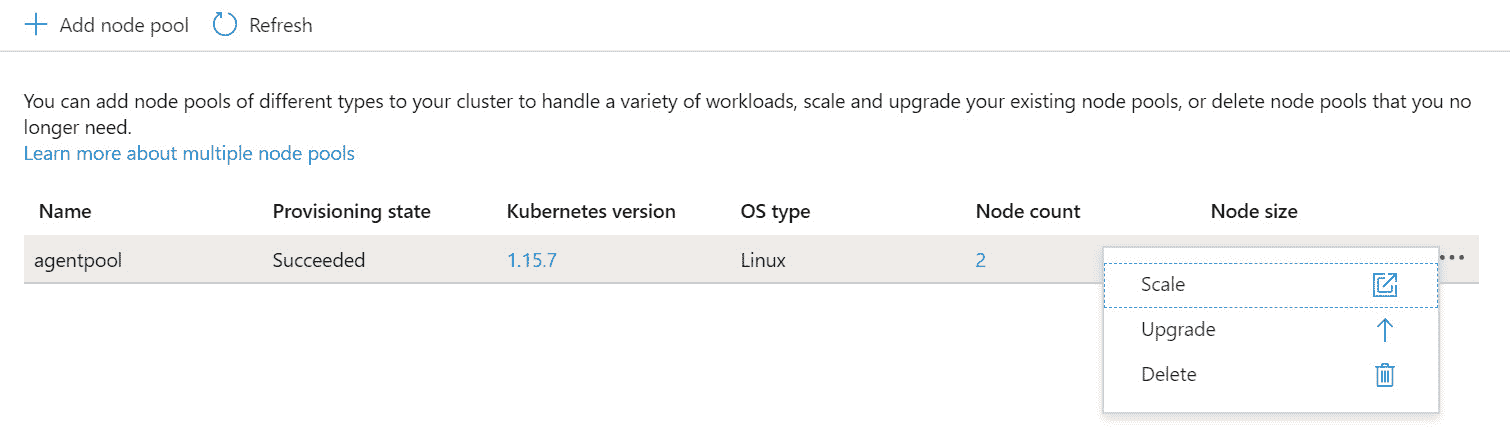 Add node pool Refresh
You can add node pools of different types to your cluster to handle a variety of workloads, scale and upgrade your existing node pools, or delete node pools that you no
longer need.
Learn more about multiple node pools
Name Provisioning state Kubernetes version OS type Node count Node size
agentpool Succeeded 1.15.7 Linux 2 •••
Scale
Upgrade
Delete